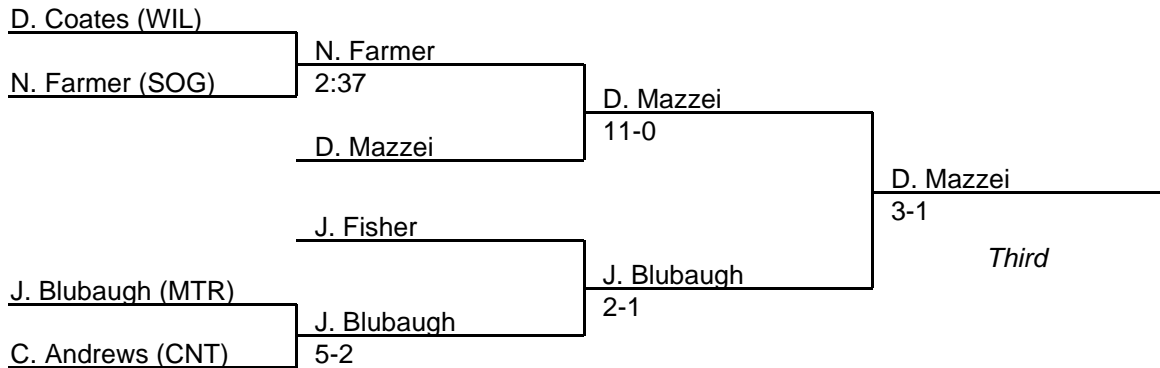 D. Coates (WIL)
N. Farmer
N. Farmer (SOG)
2:37
D. Mazzei
11-0
D. Mazzei
D. Mazzei
3-1
J. Fisher
Third
J. Blubaugh
J. Blubaugh (MTR)
2-1
J. Blubaugh
C. Andrews (CNT)
5-2